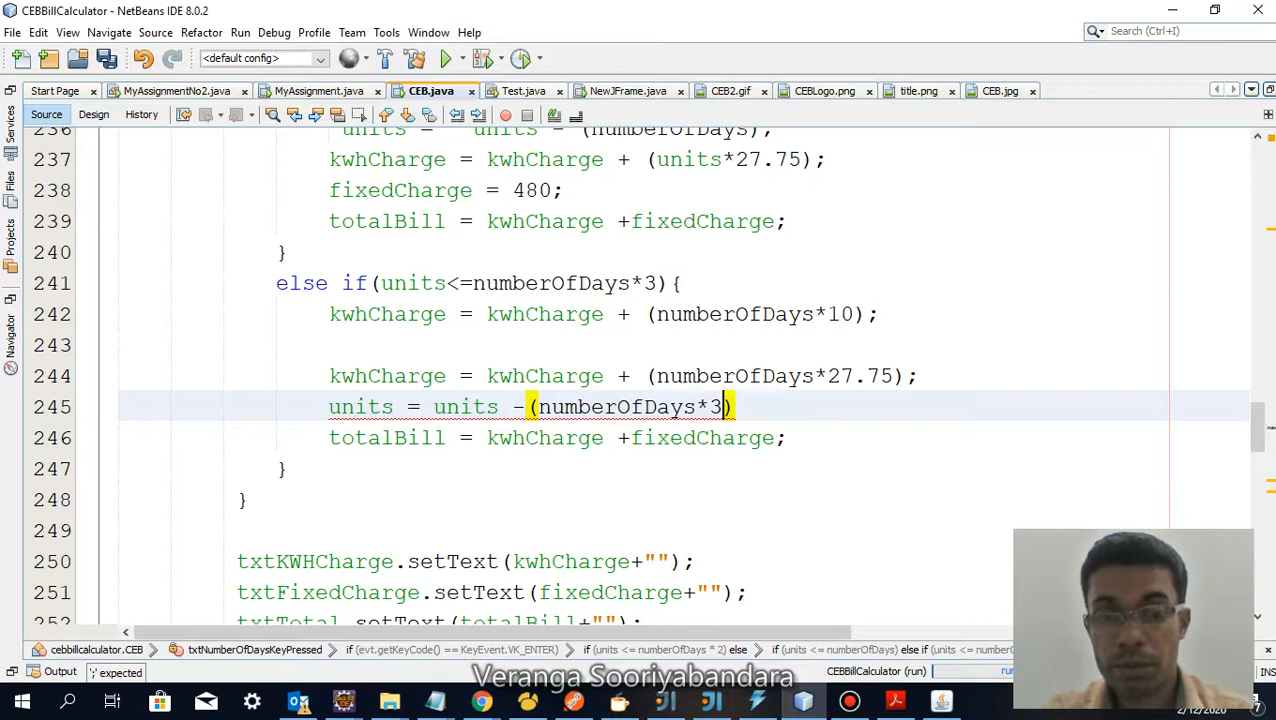 CEBBillCalculator - NetBeans IDE 8.0.2
File Edit View Navigate Source Refactor Run Debug Profile Team Tools Window Help
Search (Ctrl+I)
<default config>
Start Page MyAssignmentNo2.java MyAssignment.java CEB.java Test.java NewJFrame.java CEB2.gif CEBLogo.png title.png CEB.jpg
Source Design History
Services
Files
Projects
Navigator
236 units = units - (numberOfDays);
237 kwhCharge = kwhCharge + (units*27.75);
238 fixedCharge = 480;
239 totalBill = kwhCharge +fixedCharge;
240 }
241 else if(units<=numberOfDays*3){
242 kwhCharge = kwhCharge + (numberOfDays*10);
243
244 kwhCharge = kwhCharge + (numberOfDays*27.75);
245 units = units -(numberOfDays*3)
246 totalBill = kwhCharge +fixedCharge;
247 }
248 }
249
250 txtKWHCharge.setText(kwhCharge+"");
251 txtFixedCharge.setText(fixedCharge+"");
252 txtTotal.setText(totalBill+"");
cebbillcalculator.CEB txtNumberOfDaysKeyPressed if (evt.getKeyCode() == KeyEvent.VK_ENTER) if (units <= numberOfDays * 2) else if (units <= numberOfDays) else if (units
Output ';' expected CEBBillCalculator (run)
Veranga Sooriyabandara
2/12/2020